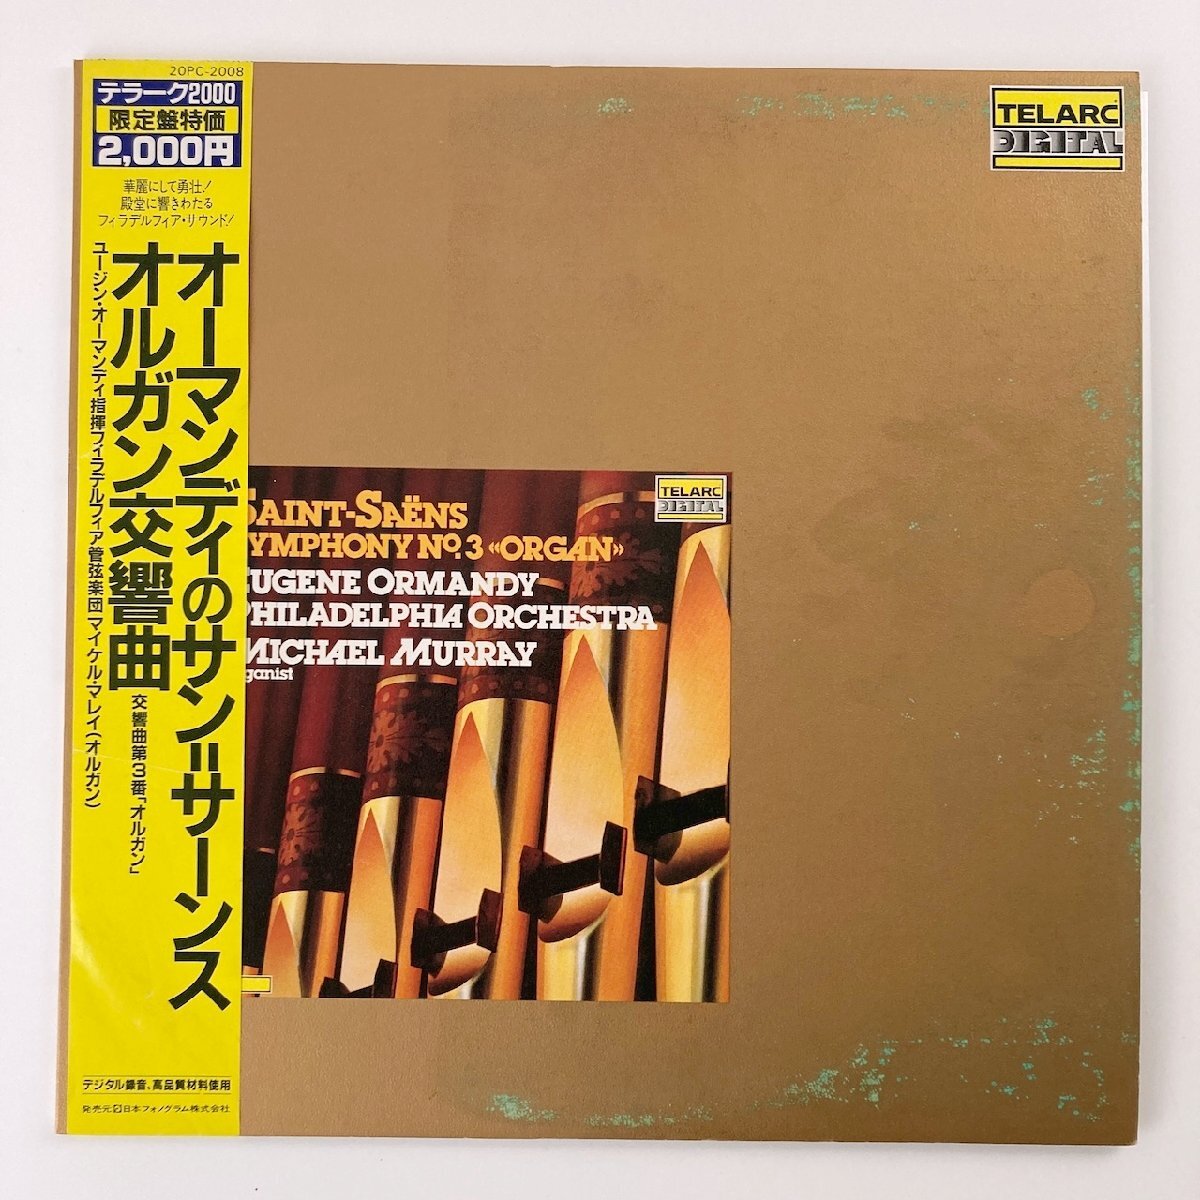 20PC-2008
テラーク2000
限定盤特価
2,000円
華麗にして勇壮!
殿堂に響きわたる
フィラデルフィア・サウンド!
オーマンディのサン=サーンス
オルガン交響曲
交響曲第3番「オルガン」
ユージン・オーマンディ指揮フィラデルフィア管弦楽団 マイケル・マレイ(オルガン)
デジタル録音、高品質材料使用
発売元 日本フォノグラム株式会社
TELARC
DIGITAL
SAINT-SAËNS
SYMPHONY Nº. 3 «ORGAN»
EUGENE ORMANDY
PHILADELPHIA ORCHESTRA
MICHAEL MURRAY
ganist
TELARC
DIGITAL